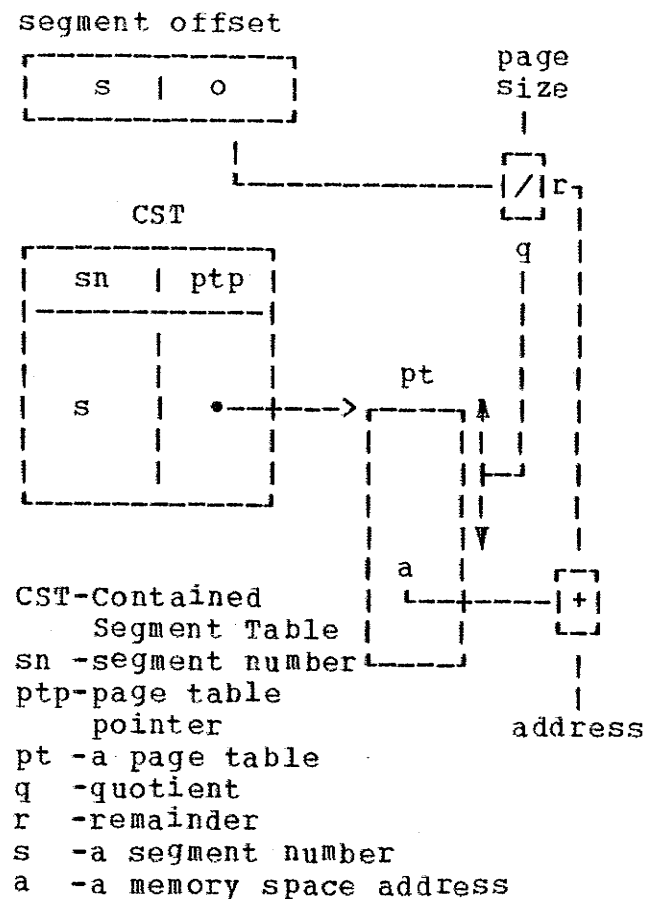 segment offset
page
size
s | o
/ r
CST
q
sn | ptp
pt
s
a
+
CST-Contained
Segment Table
sn -segment number
ptp-page table
pointer
address
pt -a page table
q -quotient
r -remainder
s -a segment number
a -a memory space address